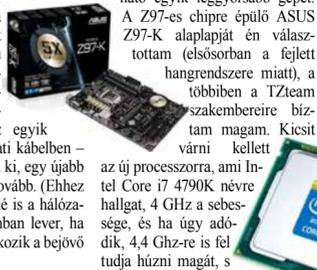 ható egyik leggyorsabb gépet.
A Z97-es chipre épülő ASUS
Z97-K alaplapját én válasz-
tottam (elsősorban a fejlett
hangrendszere miatt), a
többiben a TZteam
szakembereire bíz-
tam magam. Kicsit
várni kellett
az új processzorra, ami In-
tel Core i7 4790K névre
hallgat, 4 GHz a sebes-
sége, és ha úgy adó-
dik, 4,4 Ghz-re is fel
tudja húzni magát, s
egyik
ati kábelben –
ki, egy újabb
ovább. (Ehhez
é is a hálóza-
nban lever, ha
kozik a bejövő
ASUS
5X
Z97-K